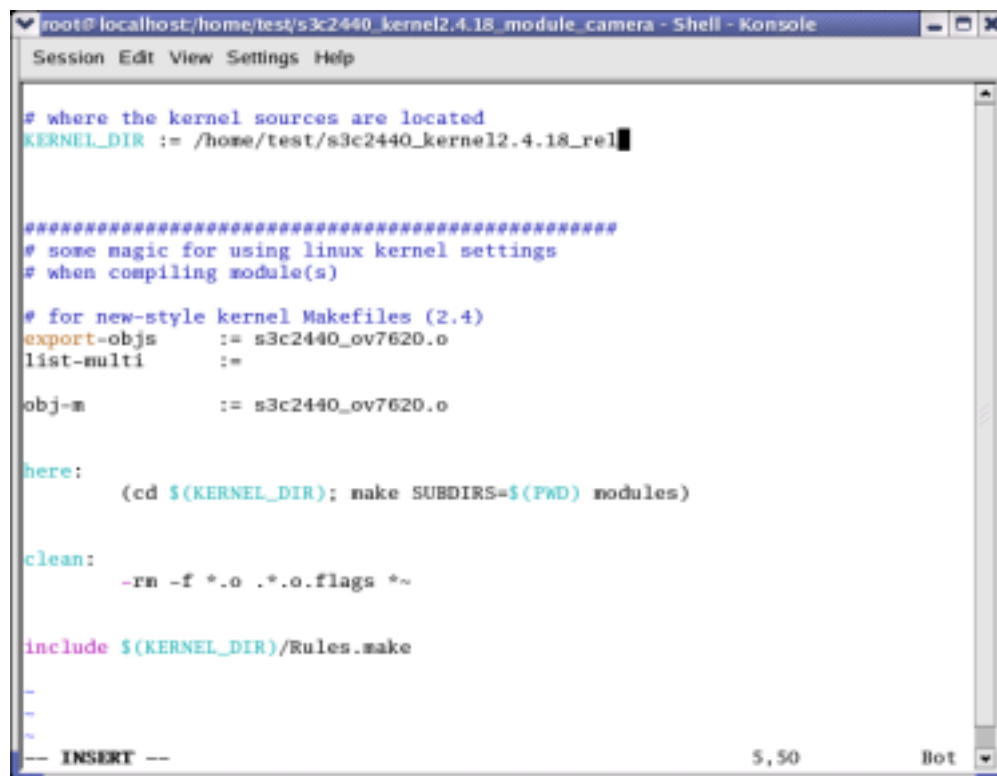 root@localhost:/home/test/s3c2440_kernel2.4.18_module_camera - Shell - Konsole
Session Edit View Settings Help
# where the kernel sources are located
KERNEL_DIR := /home/test/s3c2440_kernel2.4.18_rel
#################################################
# some magic for using linux kernel settings
# when compiling module(s)
# for new-style kernel Makefiles (2.4)
export-objs := s3c2440_ov7620.o
list-multi :=
obj-m := s3c2440_ov7620.o
here:
(cd $(KERNEL_DIR); make SUBDIRS=$(PWD) modules)
clean:
-rm -f *.o .*.o.flags *~
include $(KERNEL_DIR)/Rules.make
~
~
~
-- INSERT -- 5,50 Bot